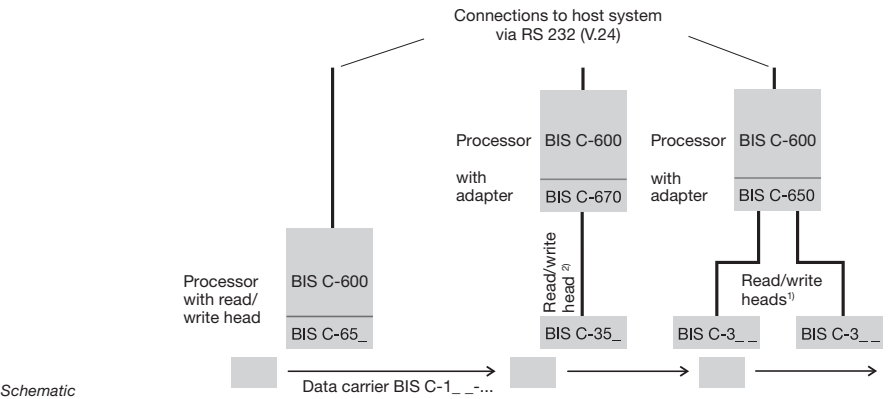 Connections to host system
via RS 232 (V.24)
Processor
with read/
write head
BIS C-600
BIS C-65_
Processor
with
adapter
BIS C-600
BIS C-670
Read/write
head 2)
BIS C-35_
Processor
with
adapter
BIS C-600
BIS C-650
Read/write
heads1)
BIS C-3_ _
BIS C-3_ _
Data carrier BIS C-1_ _-...
Schematic